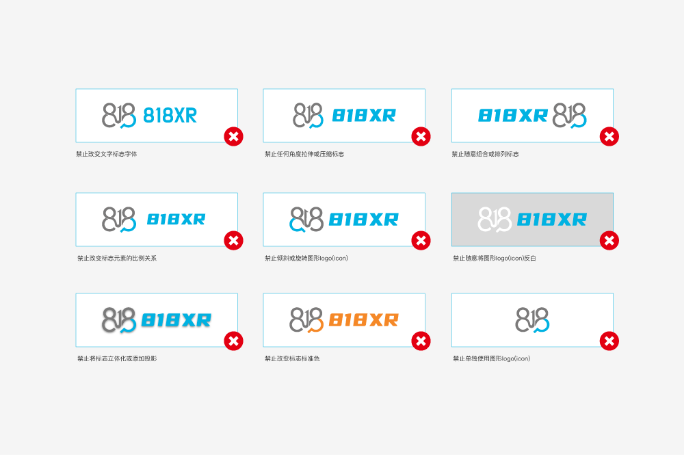 818 818XR
818 818XR
818XR 818
禁止改变文字标志字体
禁止任何角度拉伸或压缩标志
禁止随意组合或排列标志
818 818XR
818 818XR
818 818XR
禁止改变标志元素的比例关系
禁止倾斜或旋转图形logo(icon)
禁止随意将图形logo(icon)反白
818 818XR
818 818XR
818
禁止将标志立体化或添加投影
禁止改变标志标准色
禁止单独使用图形logo(icon)